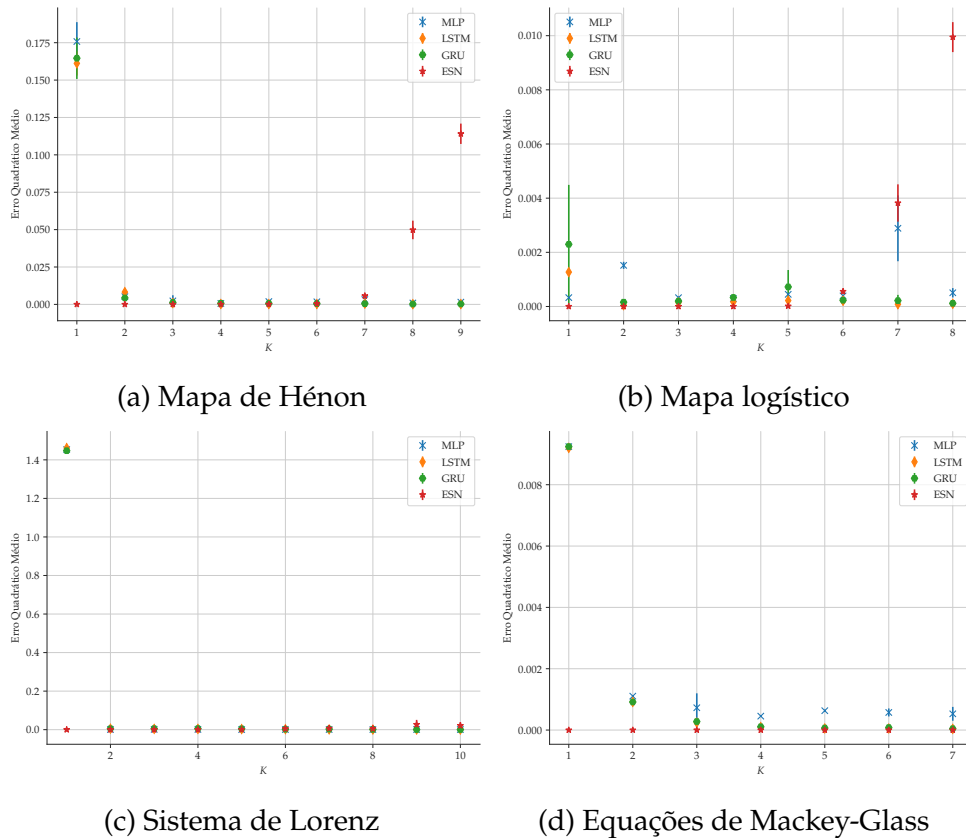 0.175
0.150
0.125
0.100
0.075
0.050
0.025
0.000
Erro Quadrático Médio
1 2 3 4 5 6 7 8 9
K
MLP
LSTM
GRU
ESN
(a) Mapa de Hénon
0.010
0.008
0.006
0.004
0.002
0.000
Erro Quadrático Médio
1 2 3 4 5 6 7 8
K
MLP
LSTM
GRU
ESN
(b) Mapa logístico
1.4
1.2
1.0
0.8
0.6
0.4
0.2
0.0
Erro Quadrático Médio
2 4 6 8 10
K
MLP
LSTM
GRU
ESN
(c) Sistema de Lorenz
0.008
0.006
0.004
0.002
0.000
Erro Quadrático Médio
1 2 3 4 5 6 7
K
MLP
LSTM
GRU
ESN
(d) Equações de Mackey-Glass